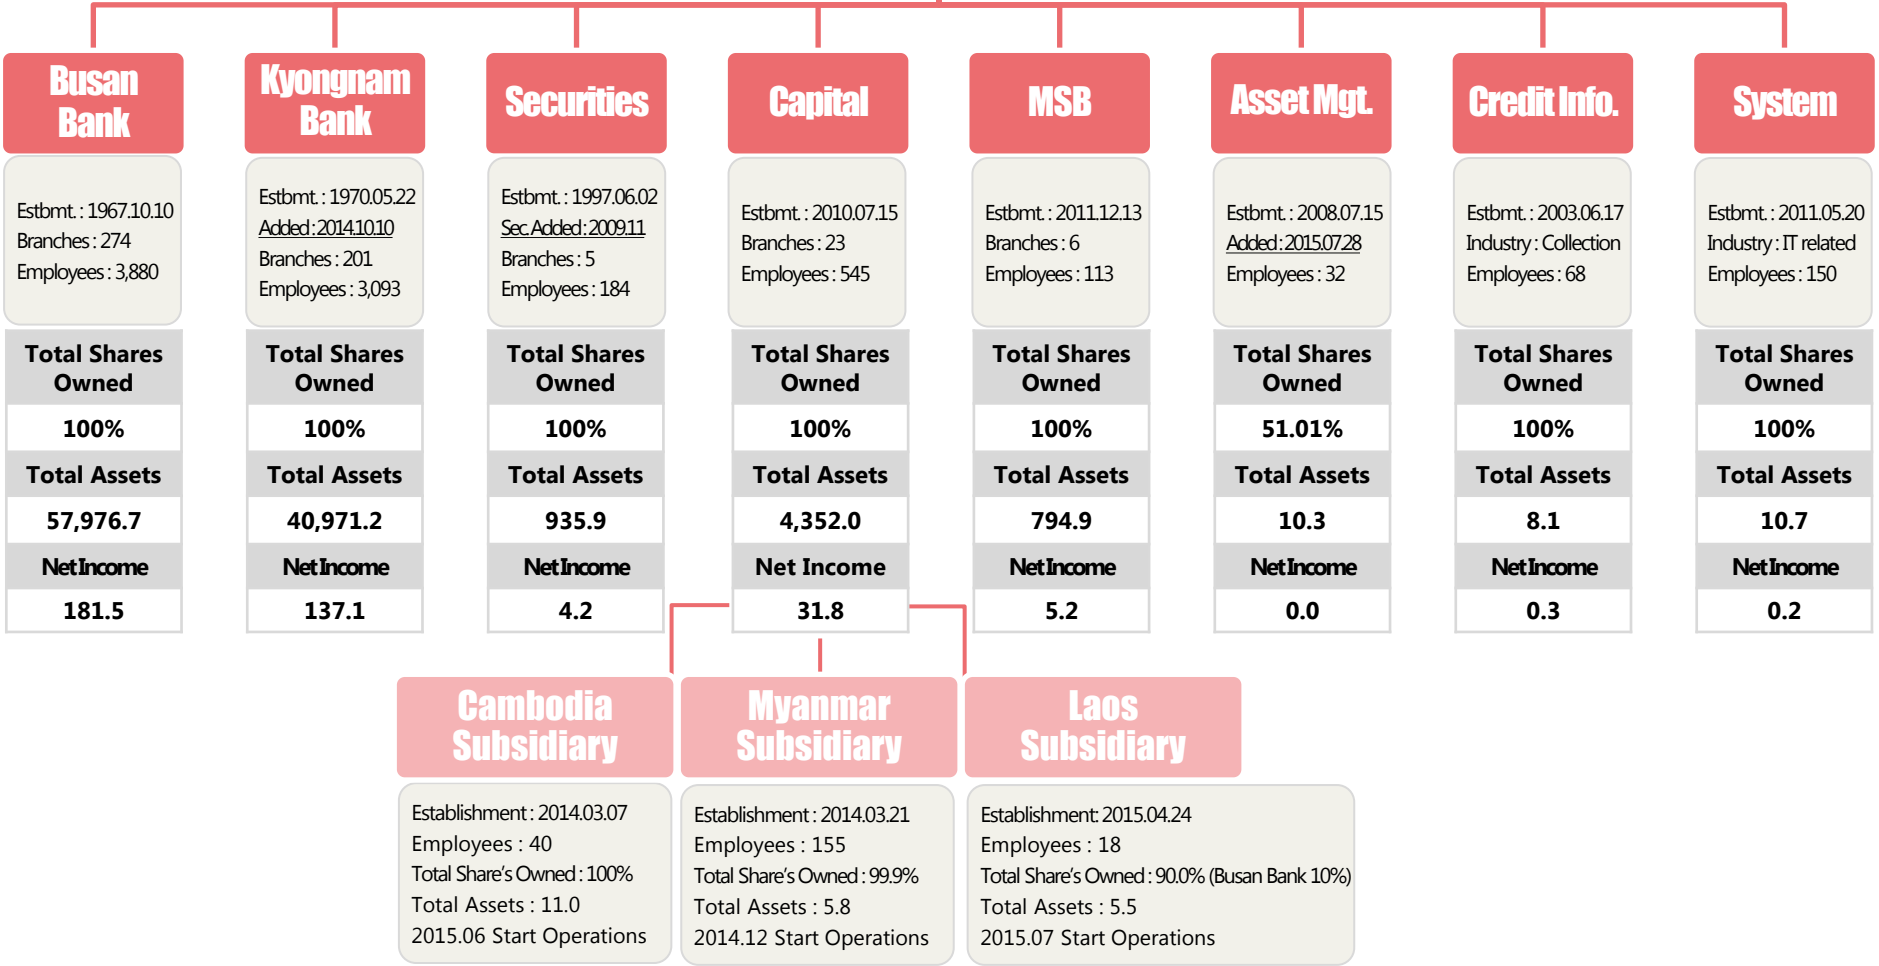 Busan
Bank
Estbmt. : 1967.10.10
Branches : 274
Employees : 3,880
Total Shares
Owned
100%
Total Assets
57,976.7
Net Income
181.5
Kyongnam
Bank
Estbmt. : 1970.05.22
Added : 2014.10.10
Branches : 201
Employees : 3,093
Total Shares
Owned
100%
Total Assets
40,971.2
Net Income
137.1
Securities
Estbmt. : 1997.06.02
Sec. Added : 2009.11
Branches : 5
Employees : 184
Total Shares
Owned
100%
Total Assets
935.9
Net Income
4.2
Capital
Estbmt. : 2010.07.15
Branches : 23
Employees : 545
Total Shares
Owned
100%
Total Assets
4,352.0
Net Income
31.8
MSB
Estbmt. : 2011.12.13
Branches : 6
Employees : 113
Total Shares
Owned
100%
Total Assets
794.9
Net Income
5.2
Asset Mgt.
Estbmt. : 2008.07.15
Added : 2015.07.28
Employees : 32
Total Shares
Owned
51.01%
Total Assets
10.3
Net Income
0.0
Credit Info.
Estbmt. : 2003.06.17
Industry : Collection
Employees : 68
Total Shares
Owned
100%
Total Assets
8.1
Net Income
0.3
System
Estbmt. : 2011.05.20
Industry : IT related
Employees : 150
Total Shares
Owned
100%
Total Assets
10.7
Net Income
0.2
Cambodia
Subsidiary
Establishment : 2014.03.07
Employees : 40
Total Share's Owned : 100%
Total Assets : 11.0
2015.06 Start Operations
Myanmar
Subsidiary
Establishment : 2014.03.21
Employees : 155
Total Share's Owned : 99.9%
Total Assets : 5.8
2014.12 Start Operations
Laos
Subsidiary
Establishment: 2015.04.24
Employees : 18
Total Share's Owned : 90.0% (Busan Bank 10%)
Total Assets : 5.5
2015.07 Start Operations